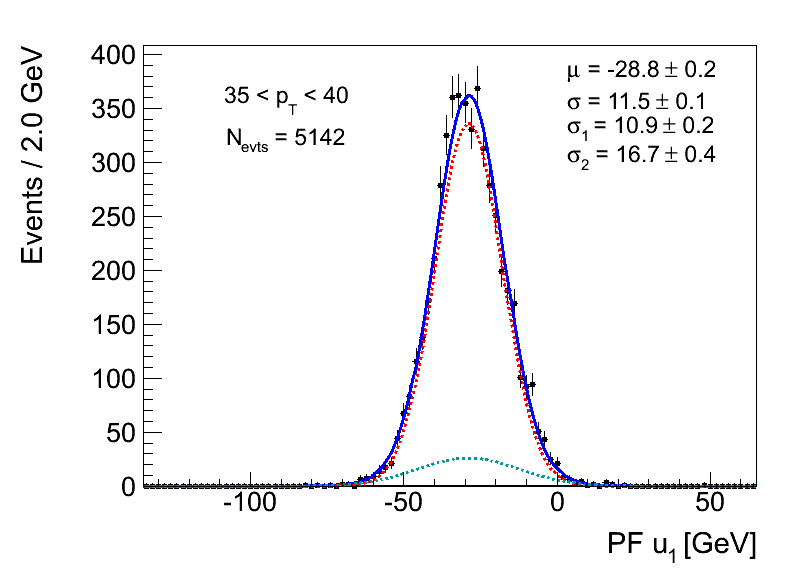 400
350
300
250
200
150
100
50
0
Events / 2.0 GeV
35 < p_T < 40
N_evts = 5142
μ = -28.8 ± 0.2
σ = 11.5 ± 0.1
σ_1 = 10.9 ± 0.2
σ_2 = 16.7 ± 0.4
-100 -50 0 50
PF u_1 [GeV]